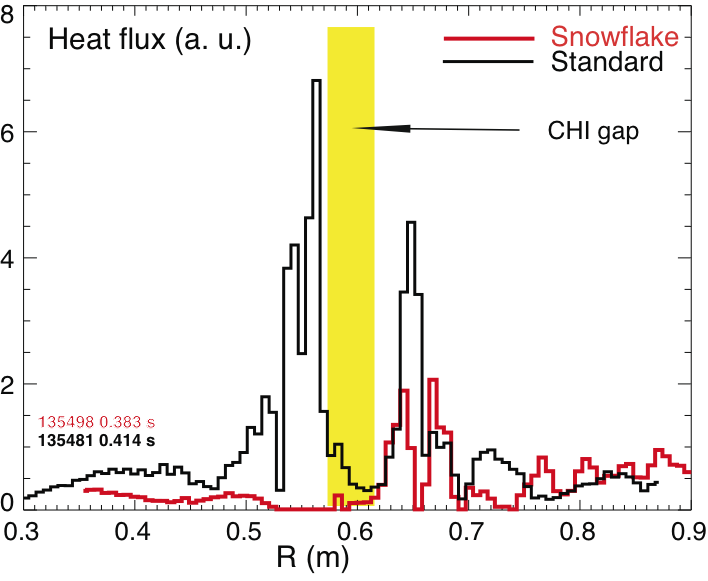 8
Heat flux (a. u.)
Snowflake
Standard
6
CHI gap
4
2
135498 0.383 s
135481 0.414 s
0
0.3 0.4 0.5 0.6 0.7 0.8 0.9
R (m)